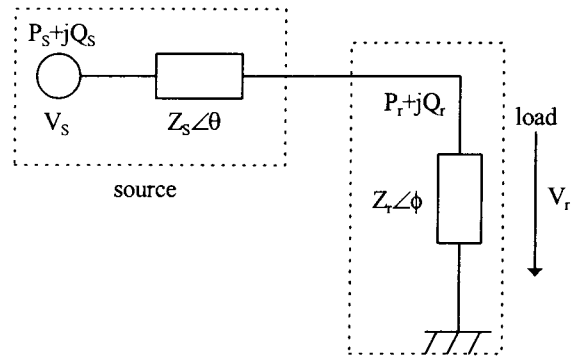 P_S+jQ_S
V_S
Z_S∠θ
source
P_r+jQ_r
load
Z_r∠ϕ
V_r